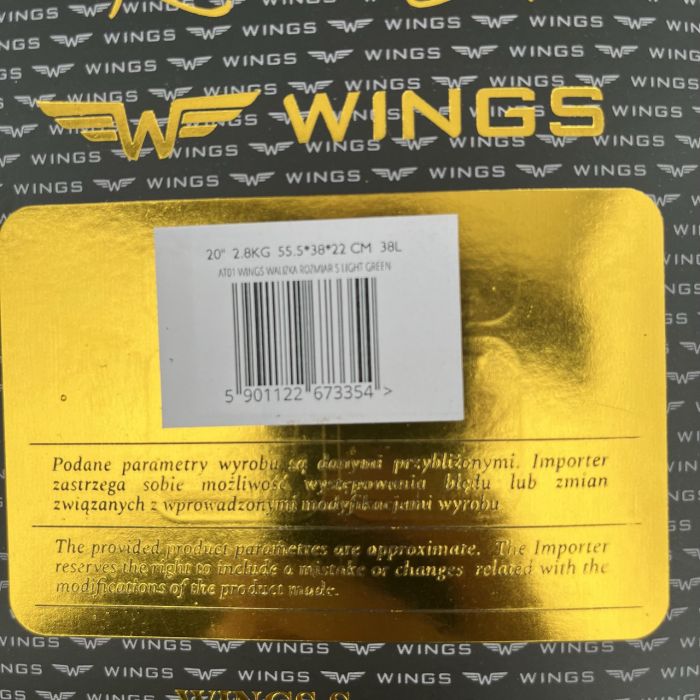 WINGS
20" 2.8KG 55.5*38*22 CM 38L
AT01 WINGS WALIZKA ROZMIAR S LIGHT GREEN
5 901122 673354 >
Podane parametry wyrobu są danymi przybliżonymi. Importer
zastrzega sobie możliwość występowania błędu lub zmian
związanych z wprowadzonymi modyfikacjami wyrobu.
The provided product parametres are approximate. The Importer
reserves the right to include a mistake or changes related with the
modifications of the product made.